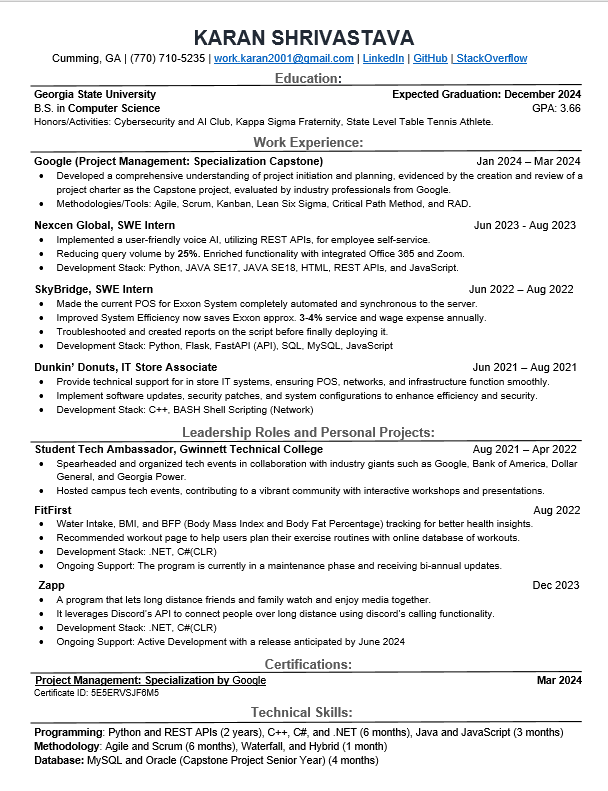 KARAN SHRIVASTAVA
Cumming, GA | (770) 710-5235 | work.karan2001@gmail.com | LinkedIn | GitHub | StackOverflow
Education:
Georgia State University Expected Graduation: December 2024
B.S. in Computer Science GPA: 3.66
Honors/Activities: Cybersecurity and AI Club, Kappa Sigma Fraternity, State Level Table Tennis Athlete.
Work Experience:
Google (Project Management: Specialization Capstone) Jan 2024 – Mar 2024
• Developed a comprehensive understanding of project initiation and planning, evidenced by the creation and review of a
project charter as the Capstone project, evaluated by industry professionals from Google.
• Methodologies/Tools: Agile, Scrum, Kanban, Lean Six Sigma, Critical Path Method, and RAD.
Nexcen Global, SWE Intern Jun 2023 - Aug 2023
• Implemented a user-friendly voice AI, utilizing REST APIs, for employee self-service.
• Reducing query volume by 25%. Enriched functionality with integrated Office 365 and Zoom.
• Development Stack: Python, JAVA SE17, JAVA SE18, HTML, REST APIs, and JavaScript.
SkyBridge, SWE Intern Jun 2022 – Aug 2022
• Made the current POS for Exxon System completely automated and synchronous to the server.
• Improved System Efficiency now saves Exxon approx. 3-4% service and wage expense annually.
• Troubleshooted and created reports on the script before finally deploying it.
• Development Stack: Python, Flask, FastAPI (API), SQL, MySQL, JavaScript
Dunkin’ Donuts, IT Store Associate Jun 2021 – Aug 2021
• Provide technical support for in store IT systems, ensuring POS, networks, and infrastructure function smoothly.
• Implement software updates, security patches, and system configurations to enhance efficiency and security.
• Development Stack: C++, BASH Shell Scripting (Network)
Leadership Roles and Personal Projects:
Student Tech Ambassador, Gwinnett Technical College Aug 2021 – Apr 2022
• Spearheaded and organized tech events in collaboration with industry giants such as Google, Bank of America, Dollar
General, and Georgia Power.
• Hosted campus tech events, contributing to a vibrant community with interactive workshops and presentations.
FitFirst Aug 2022
• Water Intake, BMI, and BFP (Body Mass Index and Body Fat Percentage) tracking for better health insights.
• Recommended workout page to help users plan their exercise routines with online database of workouts.
• Development Stack: .NET, C#(CLR)
• Ongoing Support: The program is currently in a maintenance phase and receiving bi-annual updates.
Zapp Dec 2023
• A program that lets long distance friends and family watch and enjoy media together.
• It leverages Discord’s API to connect people over long distance using discord’s calling functionality.
• Development Stack: .NET, C#(CLR)
• Ongoing Support: Active Development with a release anticipated by June 2024
Certifications:
Project Management: Specialization by Google Mar 2024
Certificate ID: 5E5ERVSJF6M5
Technical Skills:
Programming: Python and REST APIs (2 years), C++, C#, and .NET (6 months), Java and JavaScript (3 months)
Methodology: Agile and Scrum (6 months), Waterfall, and Hybrid (1 month)
Database: MySQL and Oracle (Capstone Project Senior Year) (4 months)